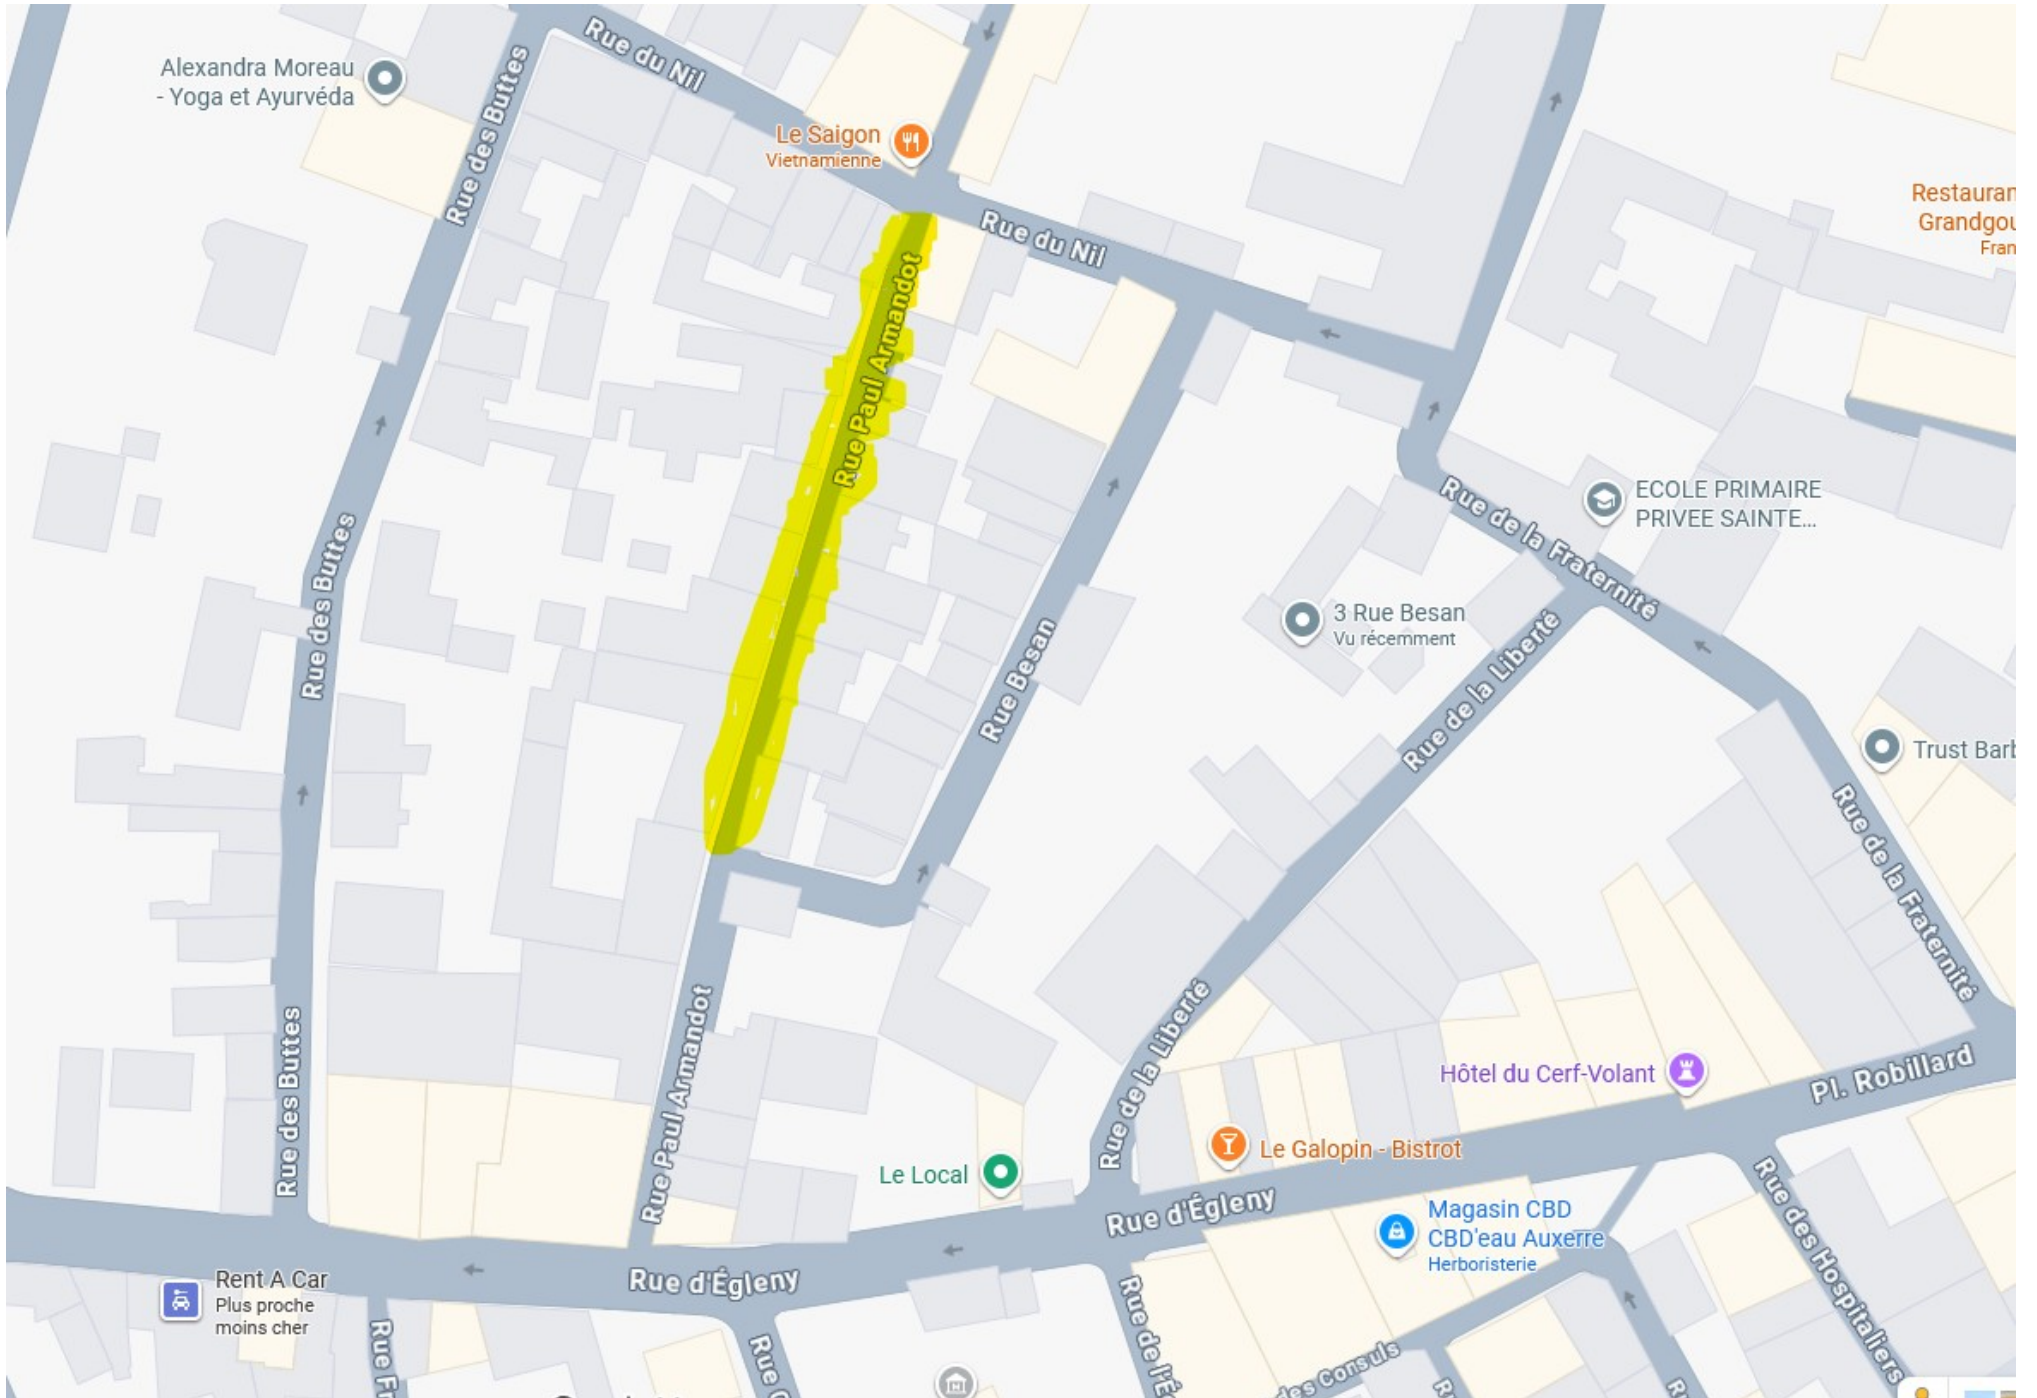 Rue du Nil
Alexandra Moreau
- Yoga et Ayurvéda
Rue des Buttes
Le Saigon
Vietnamienne
Rue du Nil
Restauran
Grandgou
Fran
Rue Paul Armandot
ECOLE PRIMAIRE
PRIVEE SAINTE...
Rue de la Fraternité
Rue des Buttes
3 Rue Besan
Vu récemment
Rue Besan
Rue de la Liberté
Trust Barb
Rue de la Fraternité
Rue des Buttes
Rue Paul Armandot
Rue de la Liberté
Hôtel du Cerf-Volant
Pl. Robillard
Le Galopin - Bistrot
Le Local
Rue d'Égleny
Magasin CBD
CBD'eau Auxerre
Herboristerie
Rue des Hospitaliers
Rent A Car
Plus proche
moins cher
Rue d'Égleny
Rue Fr
Rue de l'É
des Consuls